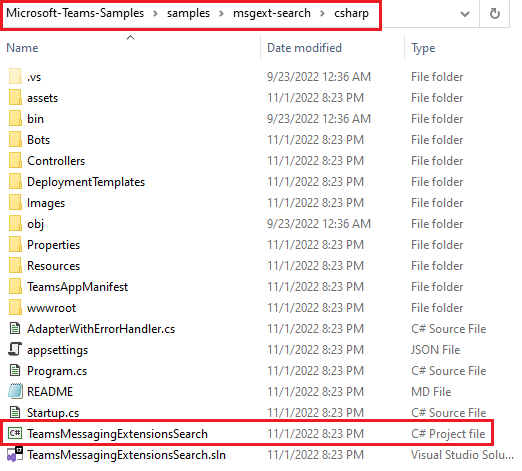 Microsoft-Teams-Samples > samples > msgext-search > csharp
Name Date modified Type
.vs 9/23/2022 12:36 AM File folder
assets 11/1/2022 8:23 PM File folder
bin 9/23/2022 12:36 AM File folder
Bots 11/1/2022 8:23 PM File folder
Controllers 11/1/2022 8:23 PM File folder
DeploymentTemplates 11/1/2022 8:23 PM File folder
Images 11/1/2022 8:23 PM File folder
obj 9/23/2022 12:36 AM File folder
Properties 11/1/2022 8:23 PM File folder
Resources 11/1/2022 8:23 PM File folder
TeamsAppManifest 11/1/2022 8:23 PM File folder
wwwroot 11/1/2022 8:23 PM File folder
AdapterWithErrorHandler.cs 11/1/2022 8:23 PM C# Source File
appsettings 11/1/2022 8:23 PM JSON File
Program.cs 11/1/2022 8:23 PM C# Source File
README 11/1/2022 8:23 PM MD File
Startup.cs 11/1/2022 8:23 PM C# Source File
C# TeamsMessagingExtensionsSearch 11/1/2022 8:23 PM C# Project file
TeamsMessagingExtensionsSearch.sln 11/1/2022 8:23 PM Visual Studio Solu...